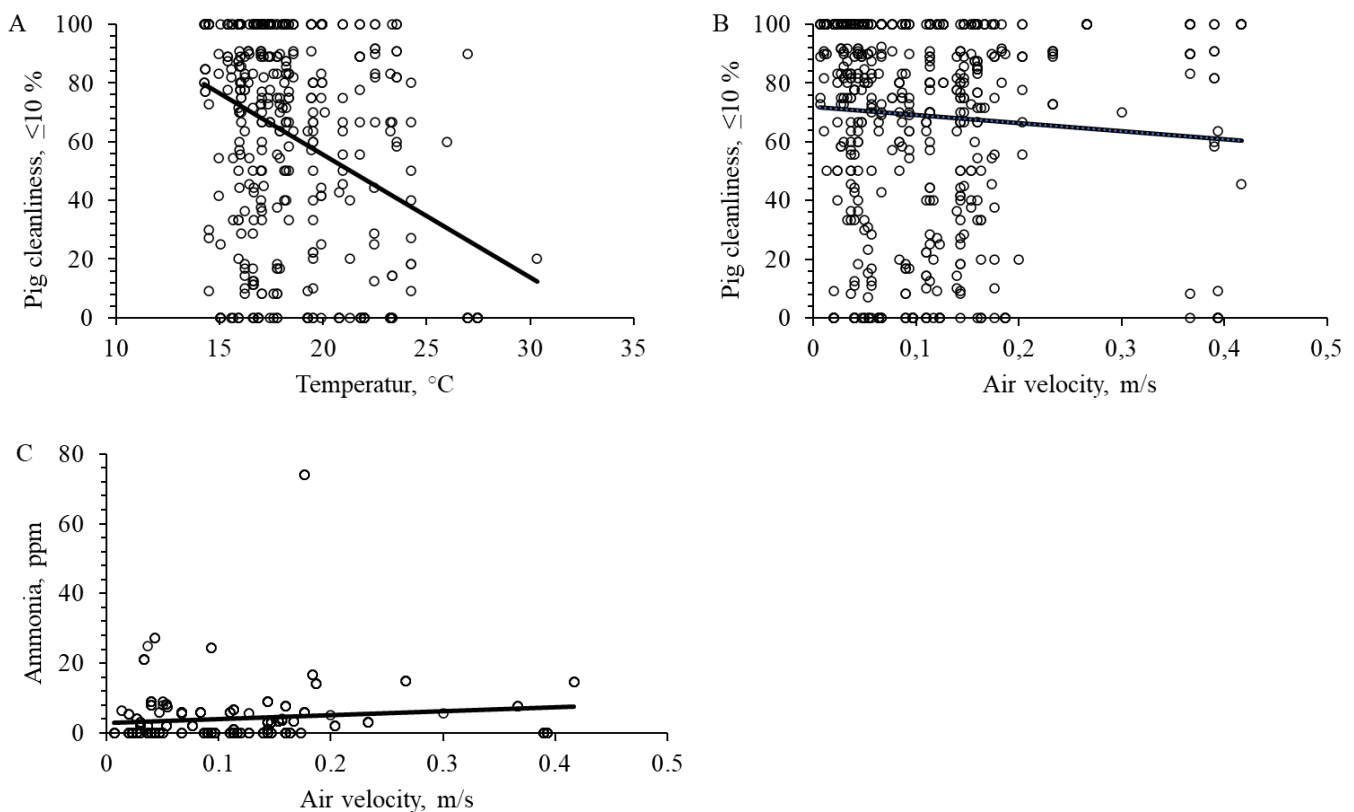 A
Pig cleanliness, ≤10 %
100
80
60
40
20
0
10 15 20 25 30 35
Temperatur, °C
B
Pig cleanliness, ≤10 %
100
80
60
40
20
0
0 0,1 0,2 0,3 0,4 0,5
Air velocity, m/s
C
Ammonia, ppm
80
60
40
20
0
0 0.1 0.2 0.3 0.4 0.5
Air velocity, m/s